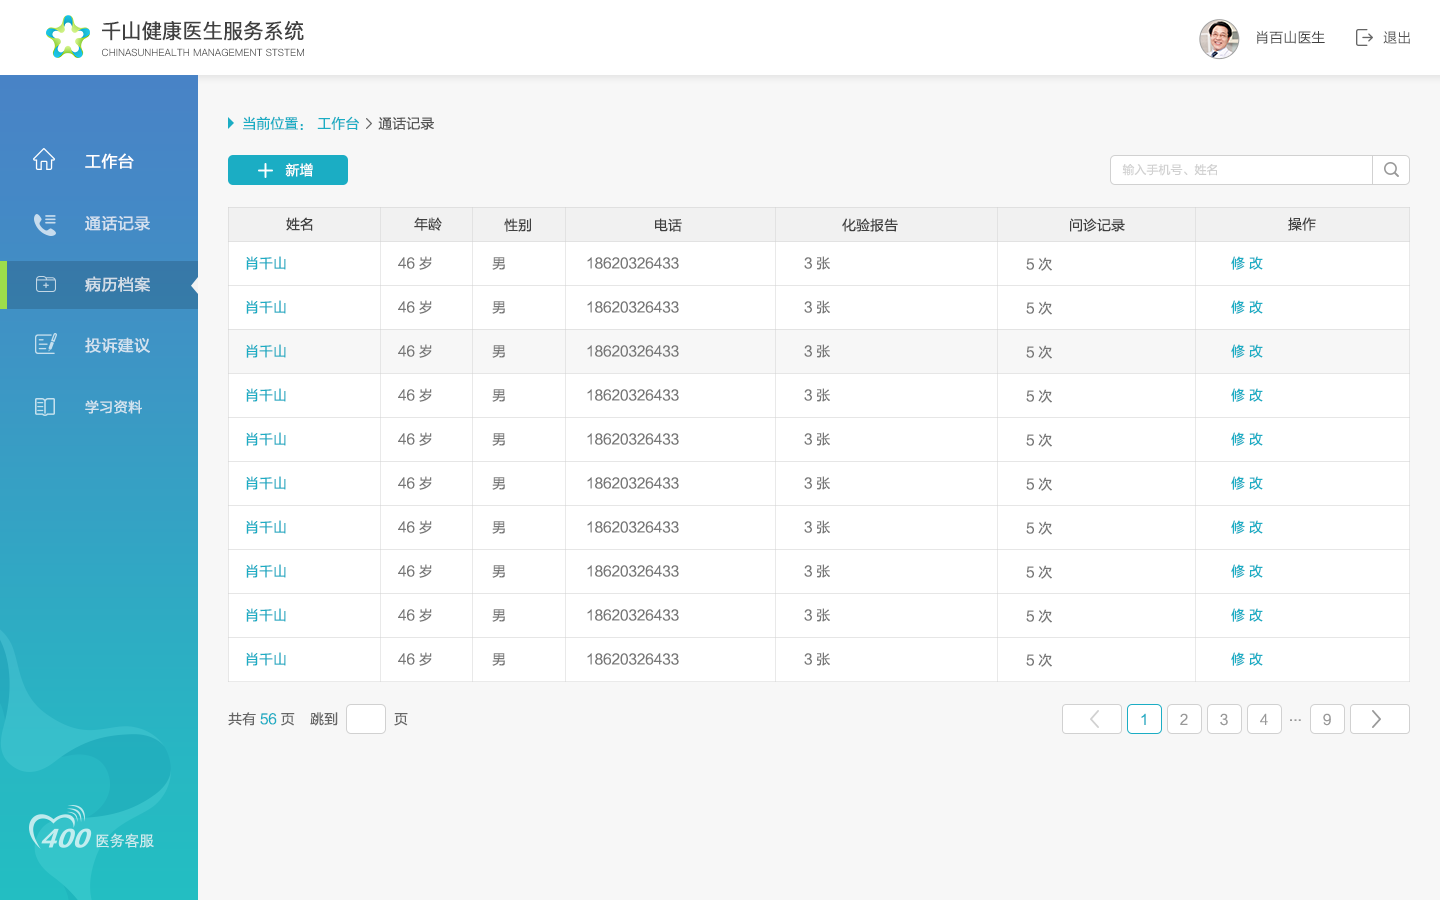 千山健康医生服务系统
CHINASUNHEALTH MANAGEMENT STSTEM
肖百山医生
退出
工作台
通话记录
病历档案
投诉建议
学习资料
400 医务客服
当前位置： 工作台 > 通话记录
新增
输入手机号、姓名
姓名 年龄 性别 电话 化验报告 问诊记录 操作
肖千山 46 岁 男 18620326433 3 张 5 次 修 改
肖千山 46 岁 男 18620326433 3 张 5 次 修 改
肖千山 46 岁 男 18620326433 3 张 5 次 修 改
肖千山 46 岁 男 18620326433 3 张 5 次 修 改
肖千山 46 岁 男 18620326433 3 张 5 次 修 改
肖千山 46 岁 男 18620326433 3 张 5 次 修 改
肖千山 46 岁 男 18620326433 3 张 5 次 修 改
肖千山 46 岁 男 18620326433 3 张 5 次 修 改
肖千山 46 岁 男 18620326433 3 张 5 次 修 改
肖千山 46 岁 男 18620326433 3 张 5 次 修 改
共有 56 页 跳到 页
1 2 3 4 ... 9